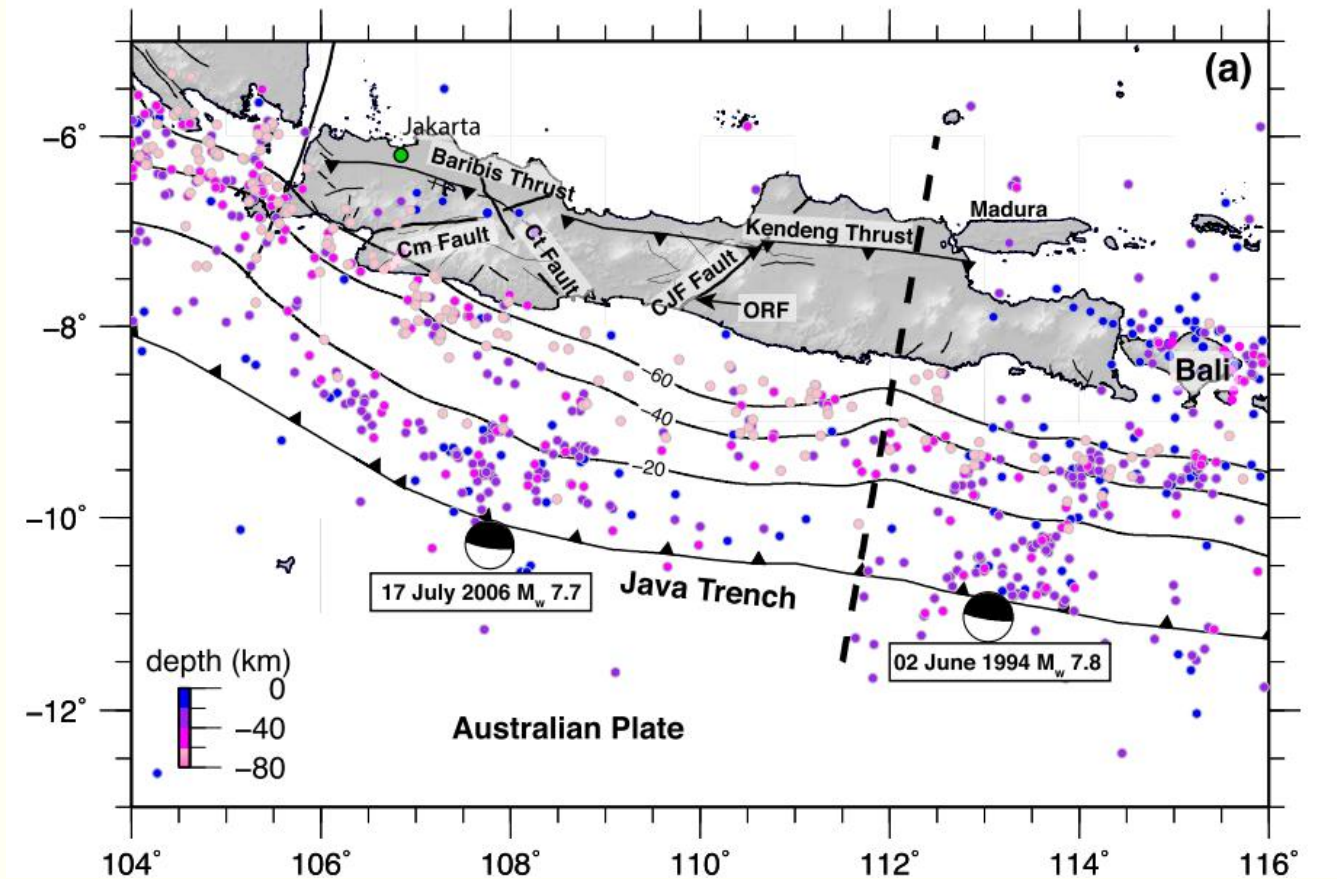 (a)
−6°
−8°
−10°
−12°
Jakarta
Baribis Thrust
Cm Fault
Ct Fault
CJF Fault
Kendeng Thrust
ORF
Madura
Bali
−60
−40
−20
17 July 2006 Mw 7.7
Java Trench
02 June 1994 Mw 7.8
depth (km)
0
−40
−80
Australian Plate
104° 106° 108° 110° 112° 114° 116°